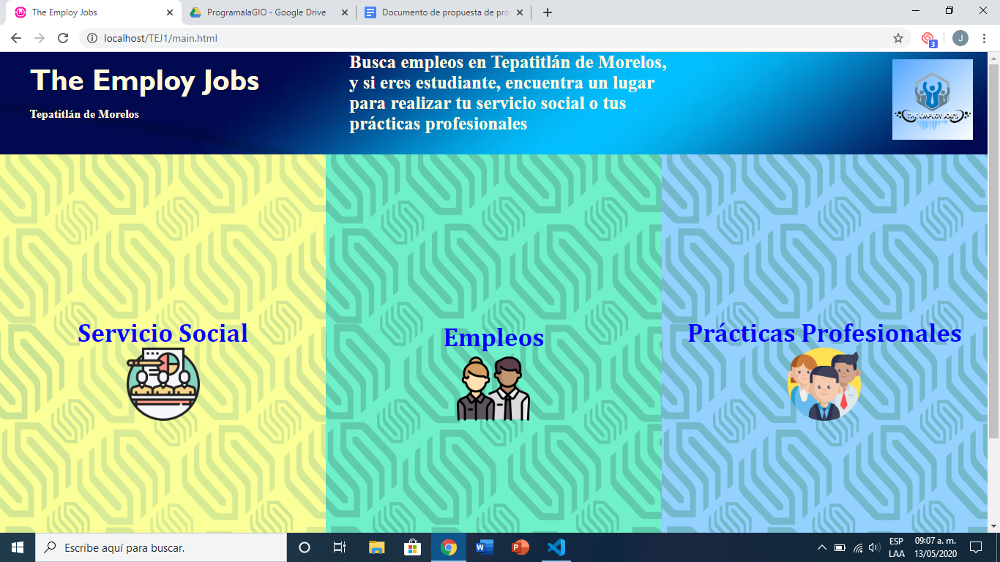 The Employ Jobs
ProgramalaGIO - Google Drive
Documento de propuesta de pro
localhost/TEJ1/main.html
3
J
The Employ Jobs
Tepatitlán de Morelos
Busca empleos en Tepatitlán de Morelos,
y si eres estudiante, encuentra un lugar
para realizar tu servicio social o tus
prácticas profesionales
THE EMPLOY JOB'S
Servicio Social
Empleos
Prácticas Profesionales
Escribe aquí para buscar.
ESP
LAA
09:07 a. m.
13/05/2020